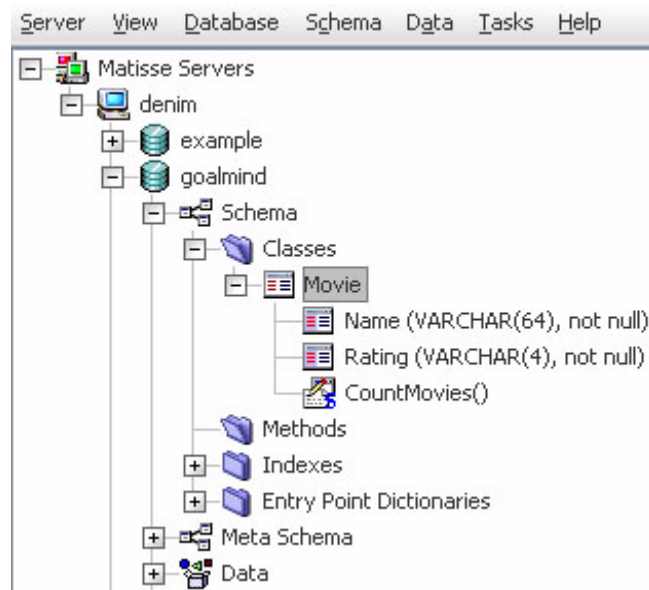 Server View Database Schema Data Tasks Help
Matisse Servers
denim
example
goalmind
Schema
Classes
Movie
Name (VARCHAR(64), not null)
Rating (VARCHAR(4), not null)
CountMovies()
Methods
Indexes
Entry Point Dictionaries
Meta Schema
Data